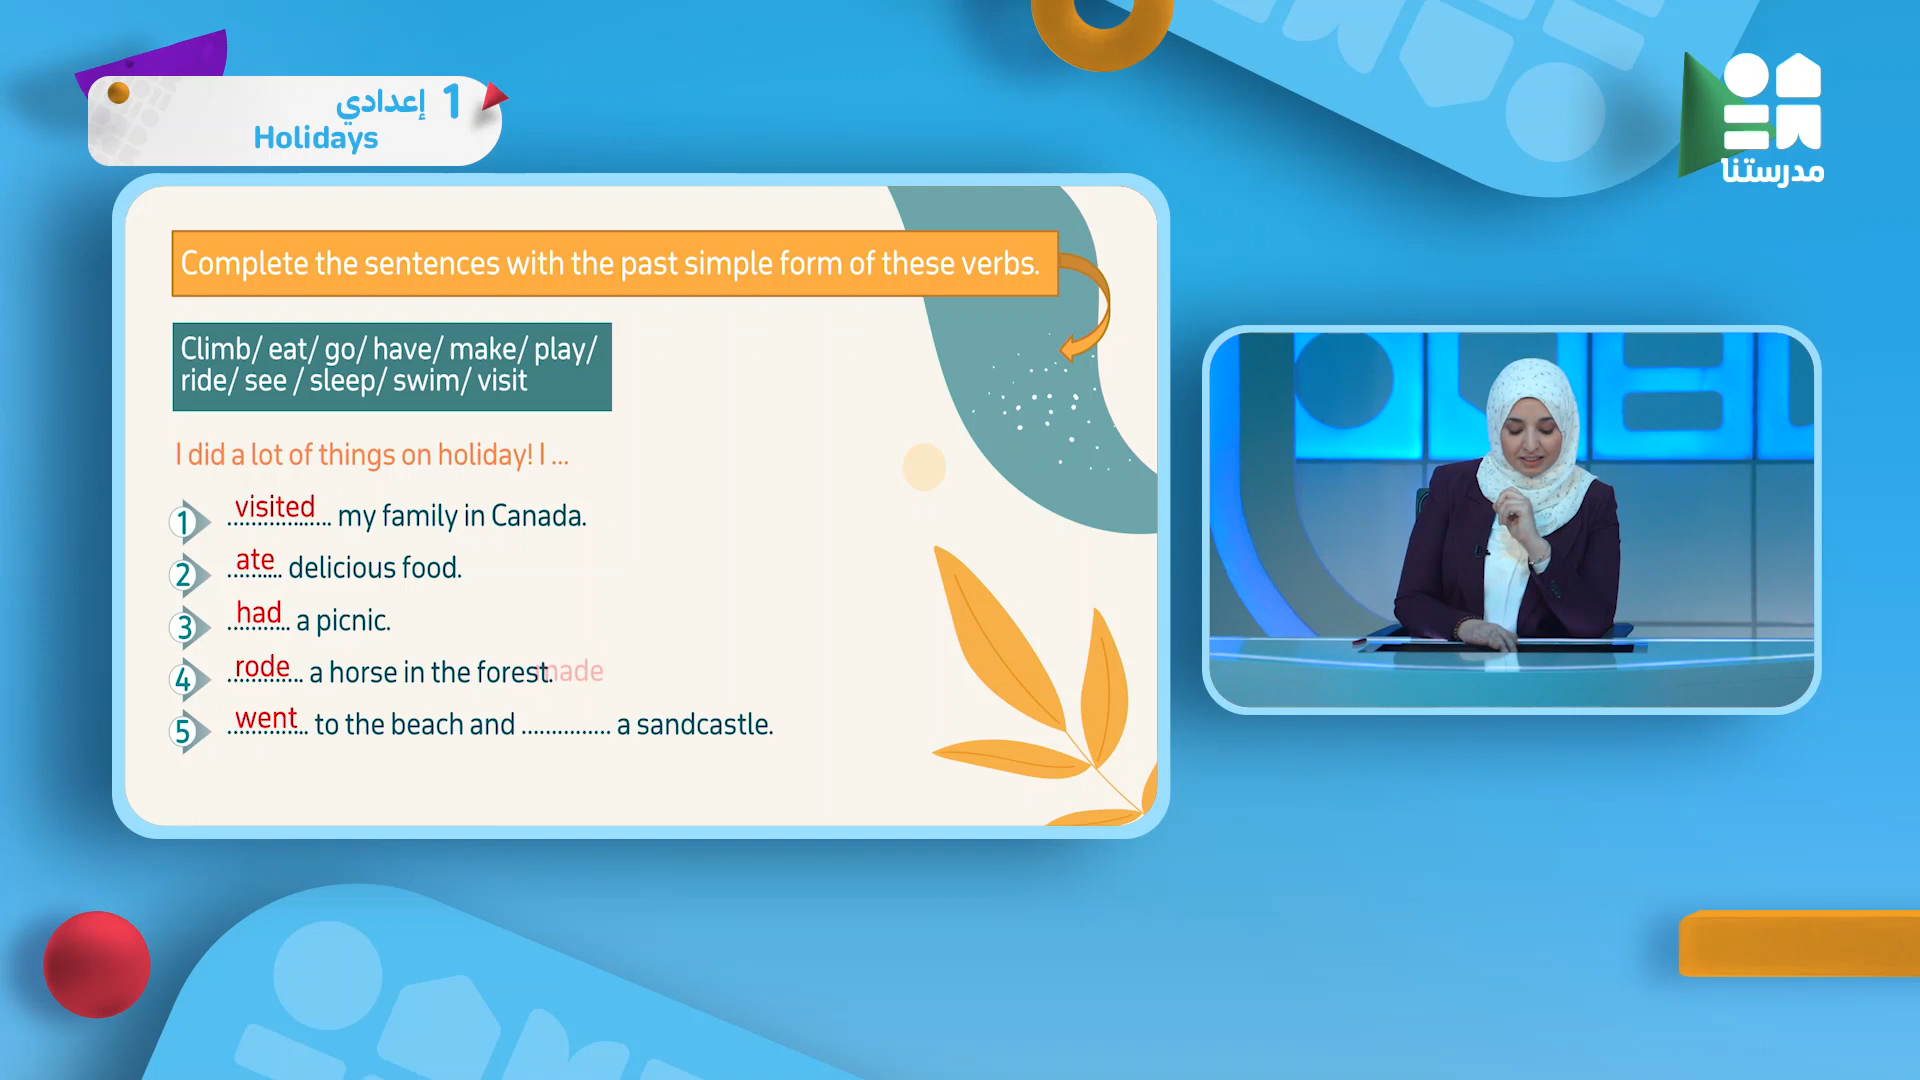 1 إعدادي
Holidays
مدرستنا
Complete the sentences with the past simple form of these verbs.
Climb/ eat/ go/ have/ make/ play/
ride/ see / sleep/ swim/ visit
I did a lot of things on holiday! I ...
1 visited my family in Canada.
2 ate delicious food.
3 had a picnic.
4 rode a horse in the forest.
made
5 went to the beach and ............... a sandcastle.